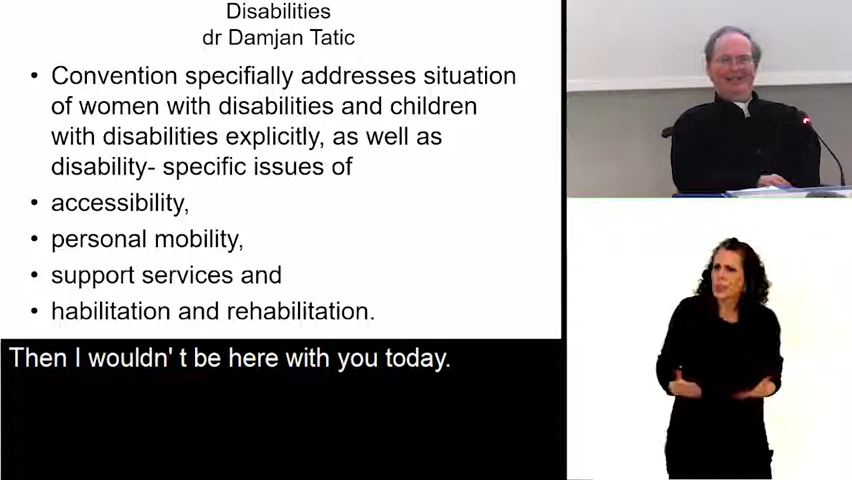 Disabilities
dr Damjan Tatic
• Convention specifially addresses situation
of women with disabilities and children
with disabilities explicitly, as well as
disability- specific issues of
• accessibility,
• personal mobility,
• support services and
• habilitation and rehabilitation.
Then I wouldn' t be here with you today.